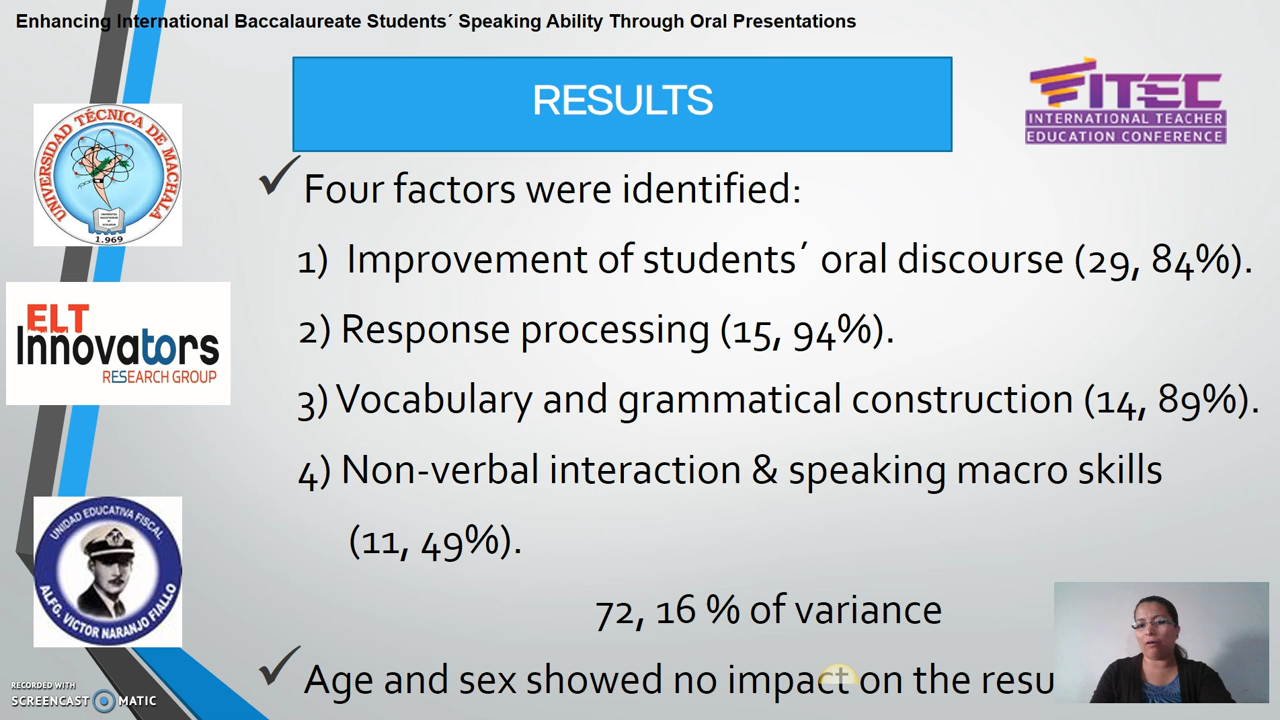 Enhancing International Baccalaureate Students´ Speaking Ability Through Oral Presentations
RESULTS
ITEC
INTERNATIONAL TEACHER
EDUCATION CONFERENCE
UNIVERSIDAD TÉCNICA DE MACHALA
1.969
✓ Four factors were identified:
1) Improvement of students´ oral discourse (29, 84%).
2) Response processing (15, 94%).
ELT
Innovators
RESEARCH GROUP
3) Vocabulary and grammatical construction (14, 89%).
4) Non-verbal interaction & speaking macro skills
(11, 49%).
UNIDAD EDUCATIVA FISCAL
ALFG. VICTOR NARANJO FIALLO
72, 16 % of variance
✓ Age and sex showed no impact on the resu
RECORDED WITH
SCREENCAST MATIC